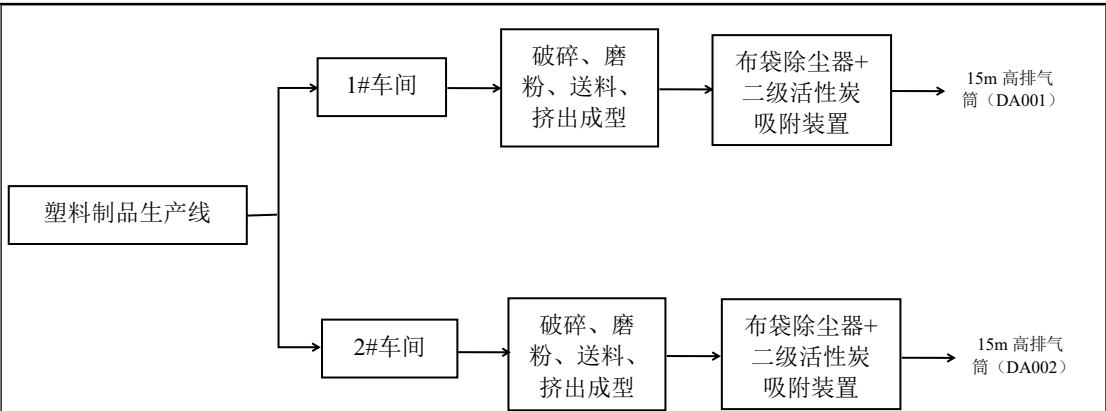 塑料制品生产线
1#车间
破碎、磨
粉、送料、
挤出成型
布袋除尘器+
二级活性炭
吸附装置
15m 高排气
筒（DA001）
2#车间
破碎、磨
粉、送料、
挤出成型
布袋除尘器+
二级活性炭
吸附装置
15m 高排气
筒（DA002）